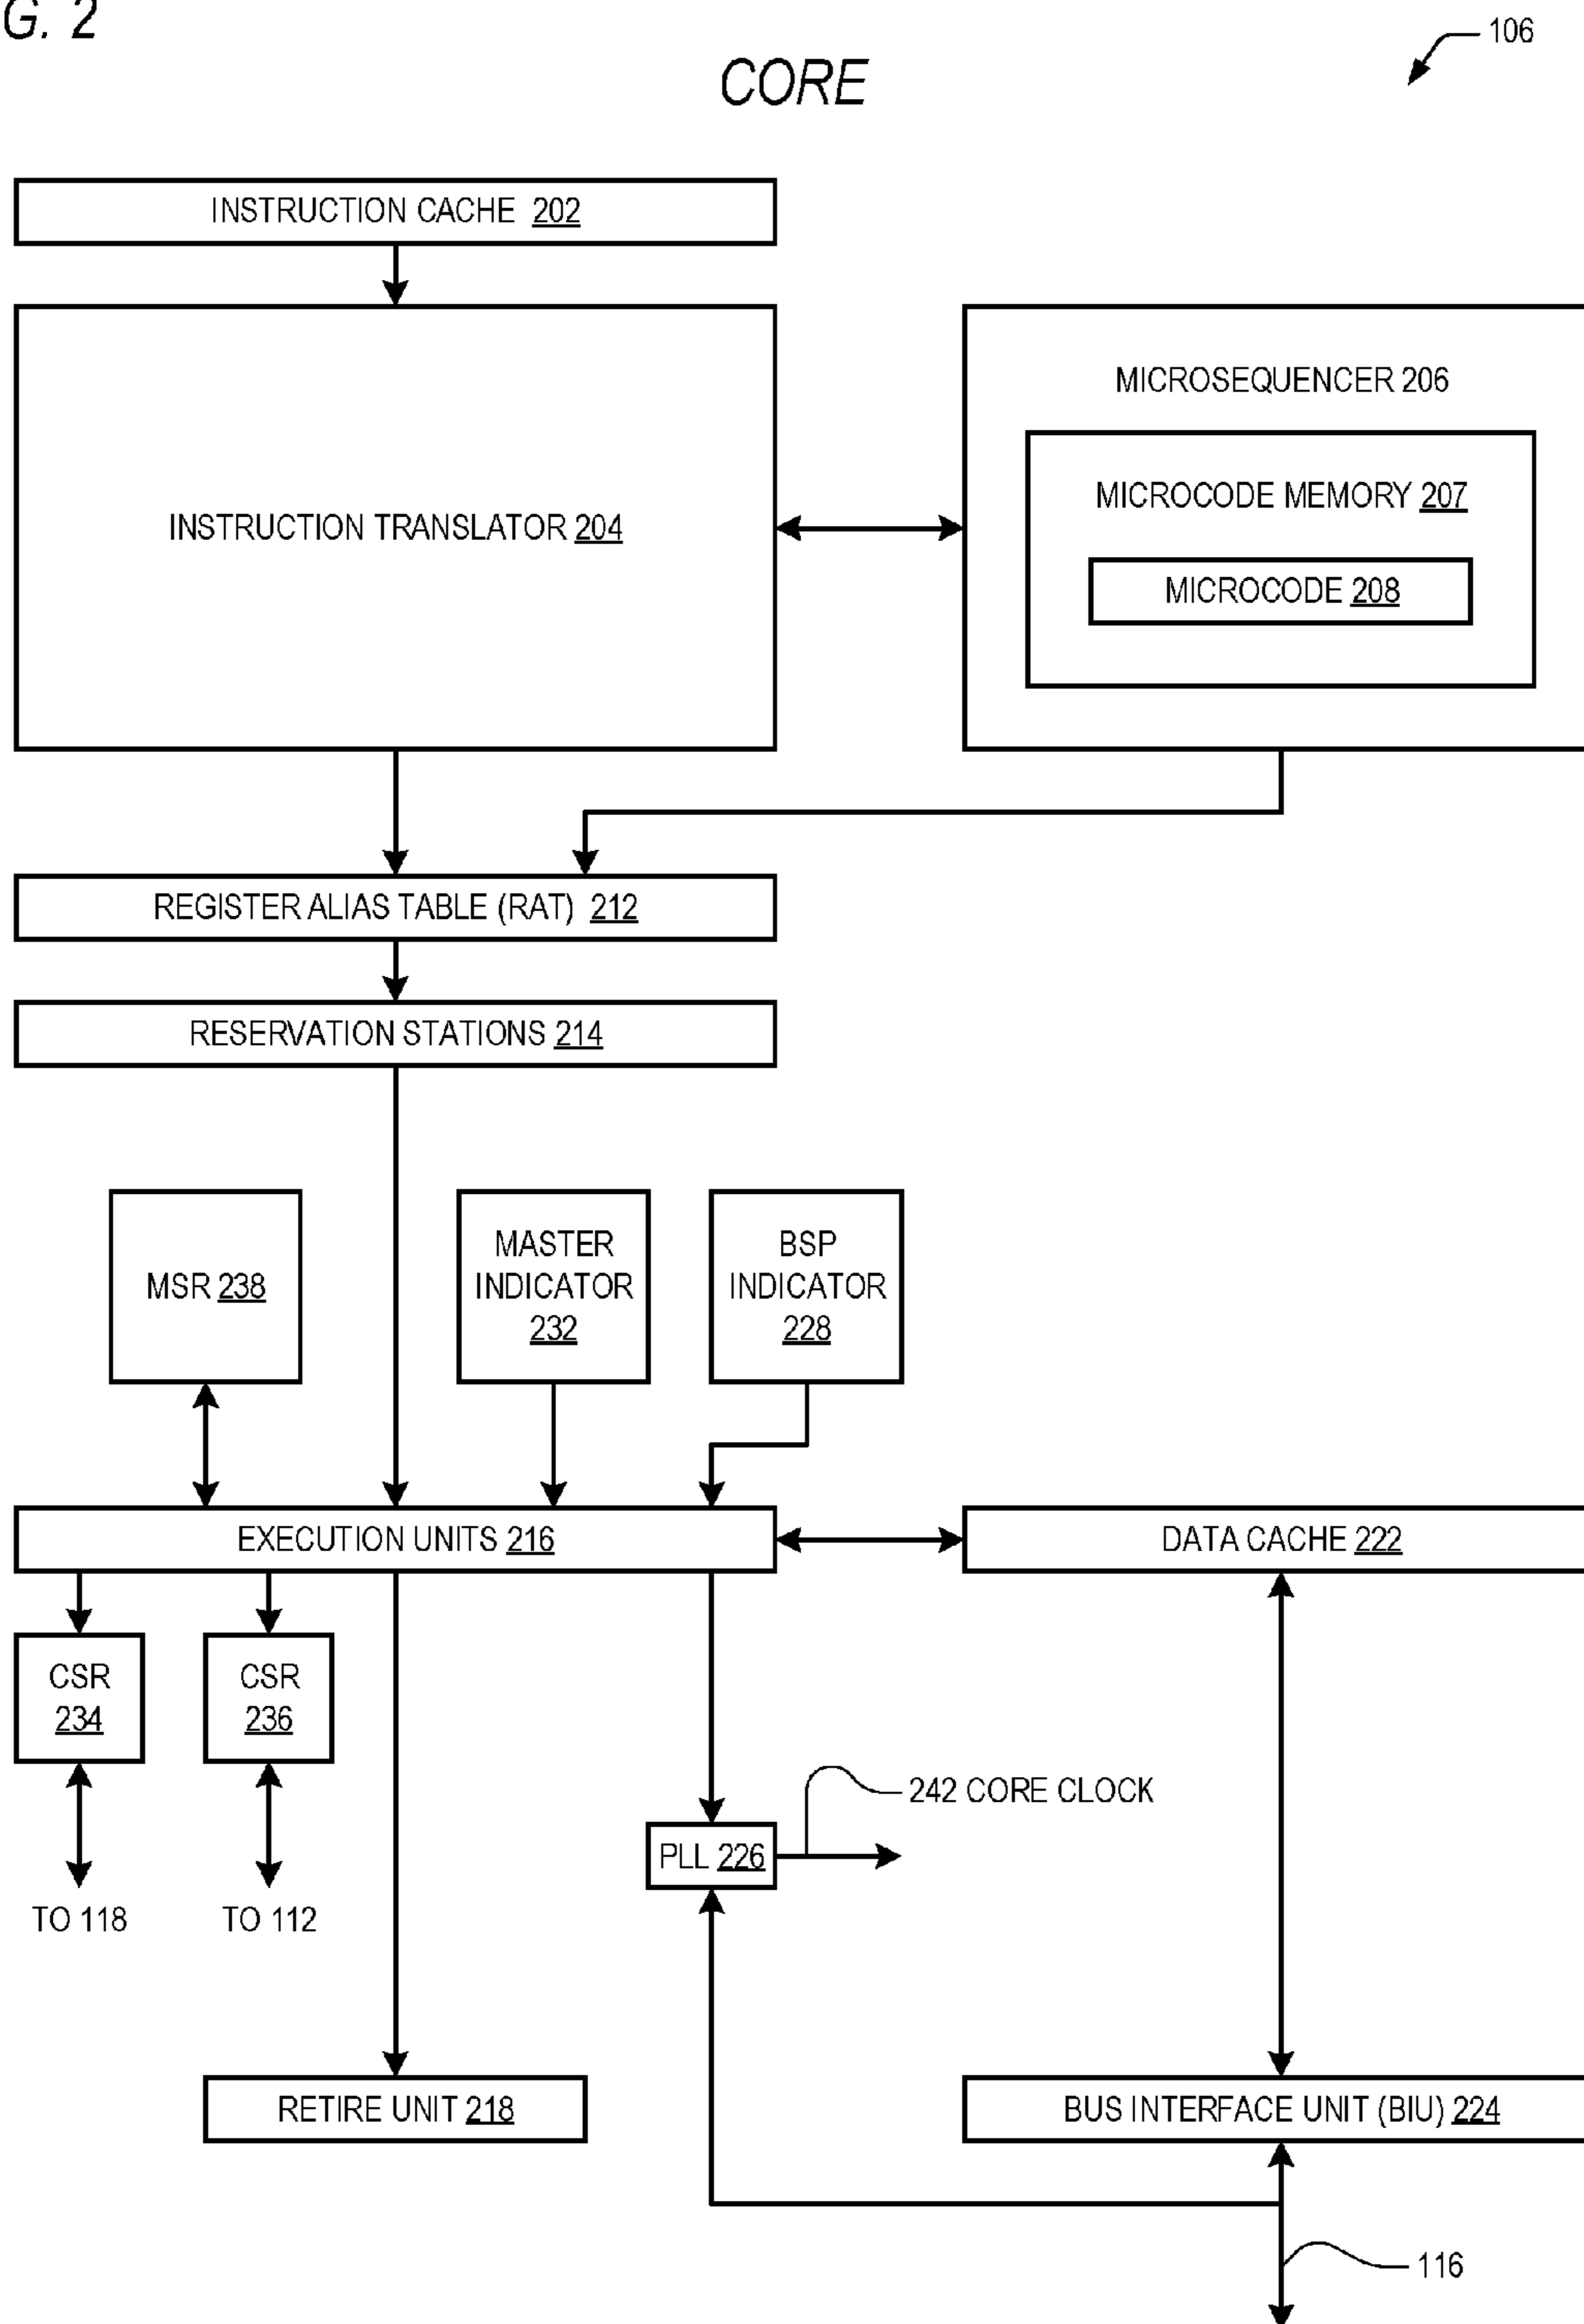 G. 2
106
CORE
INSTRUCTION CACHE 202
MICROSEQUENCER 206
MICROCODE MEMORY 207
INSTRUCTION TRANSLATOR 204
MICROCODE 208
REGISTER ALIAS TABLE (RAT) 212
RESERVATION STATIONS 214
MSR 238
MASTER
INDICATOR
232
BSP
INDICATOR
228
EXECUTION UNITS 216
DATA CACHE 222
CSR
234
CSR
236
242 CORE CLOCK
PLL 226
TO 118
TO 112
RETIRE UNIT 218
BUS INTERFACE UNIT (BIU) 224
116